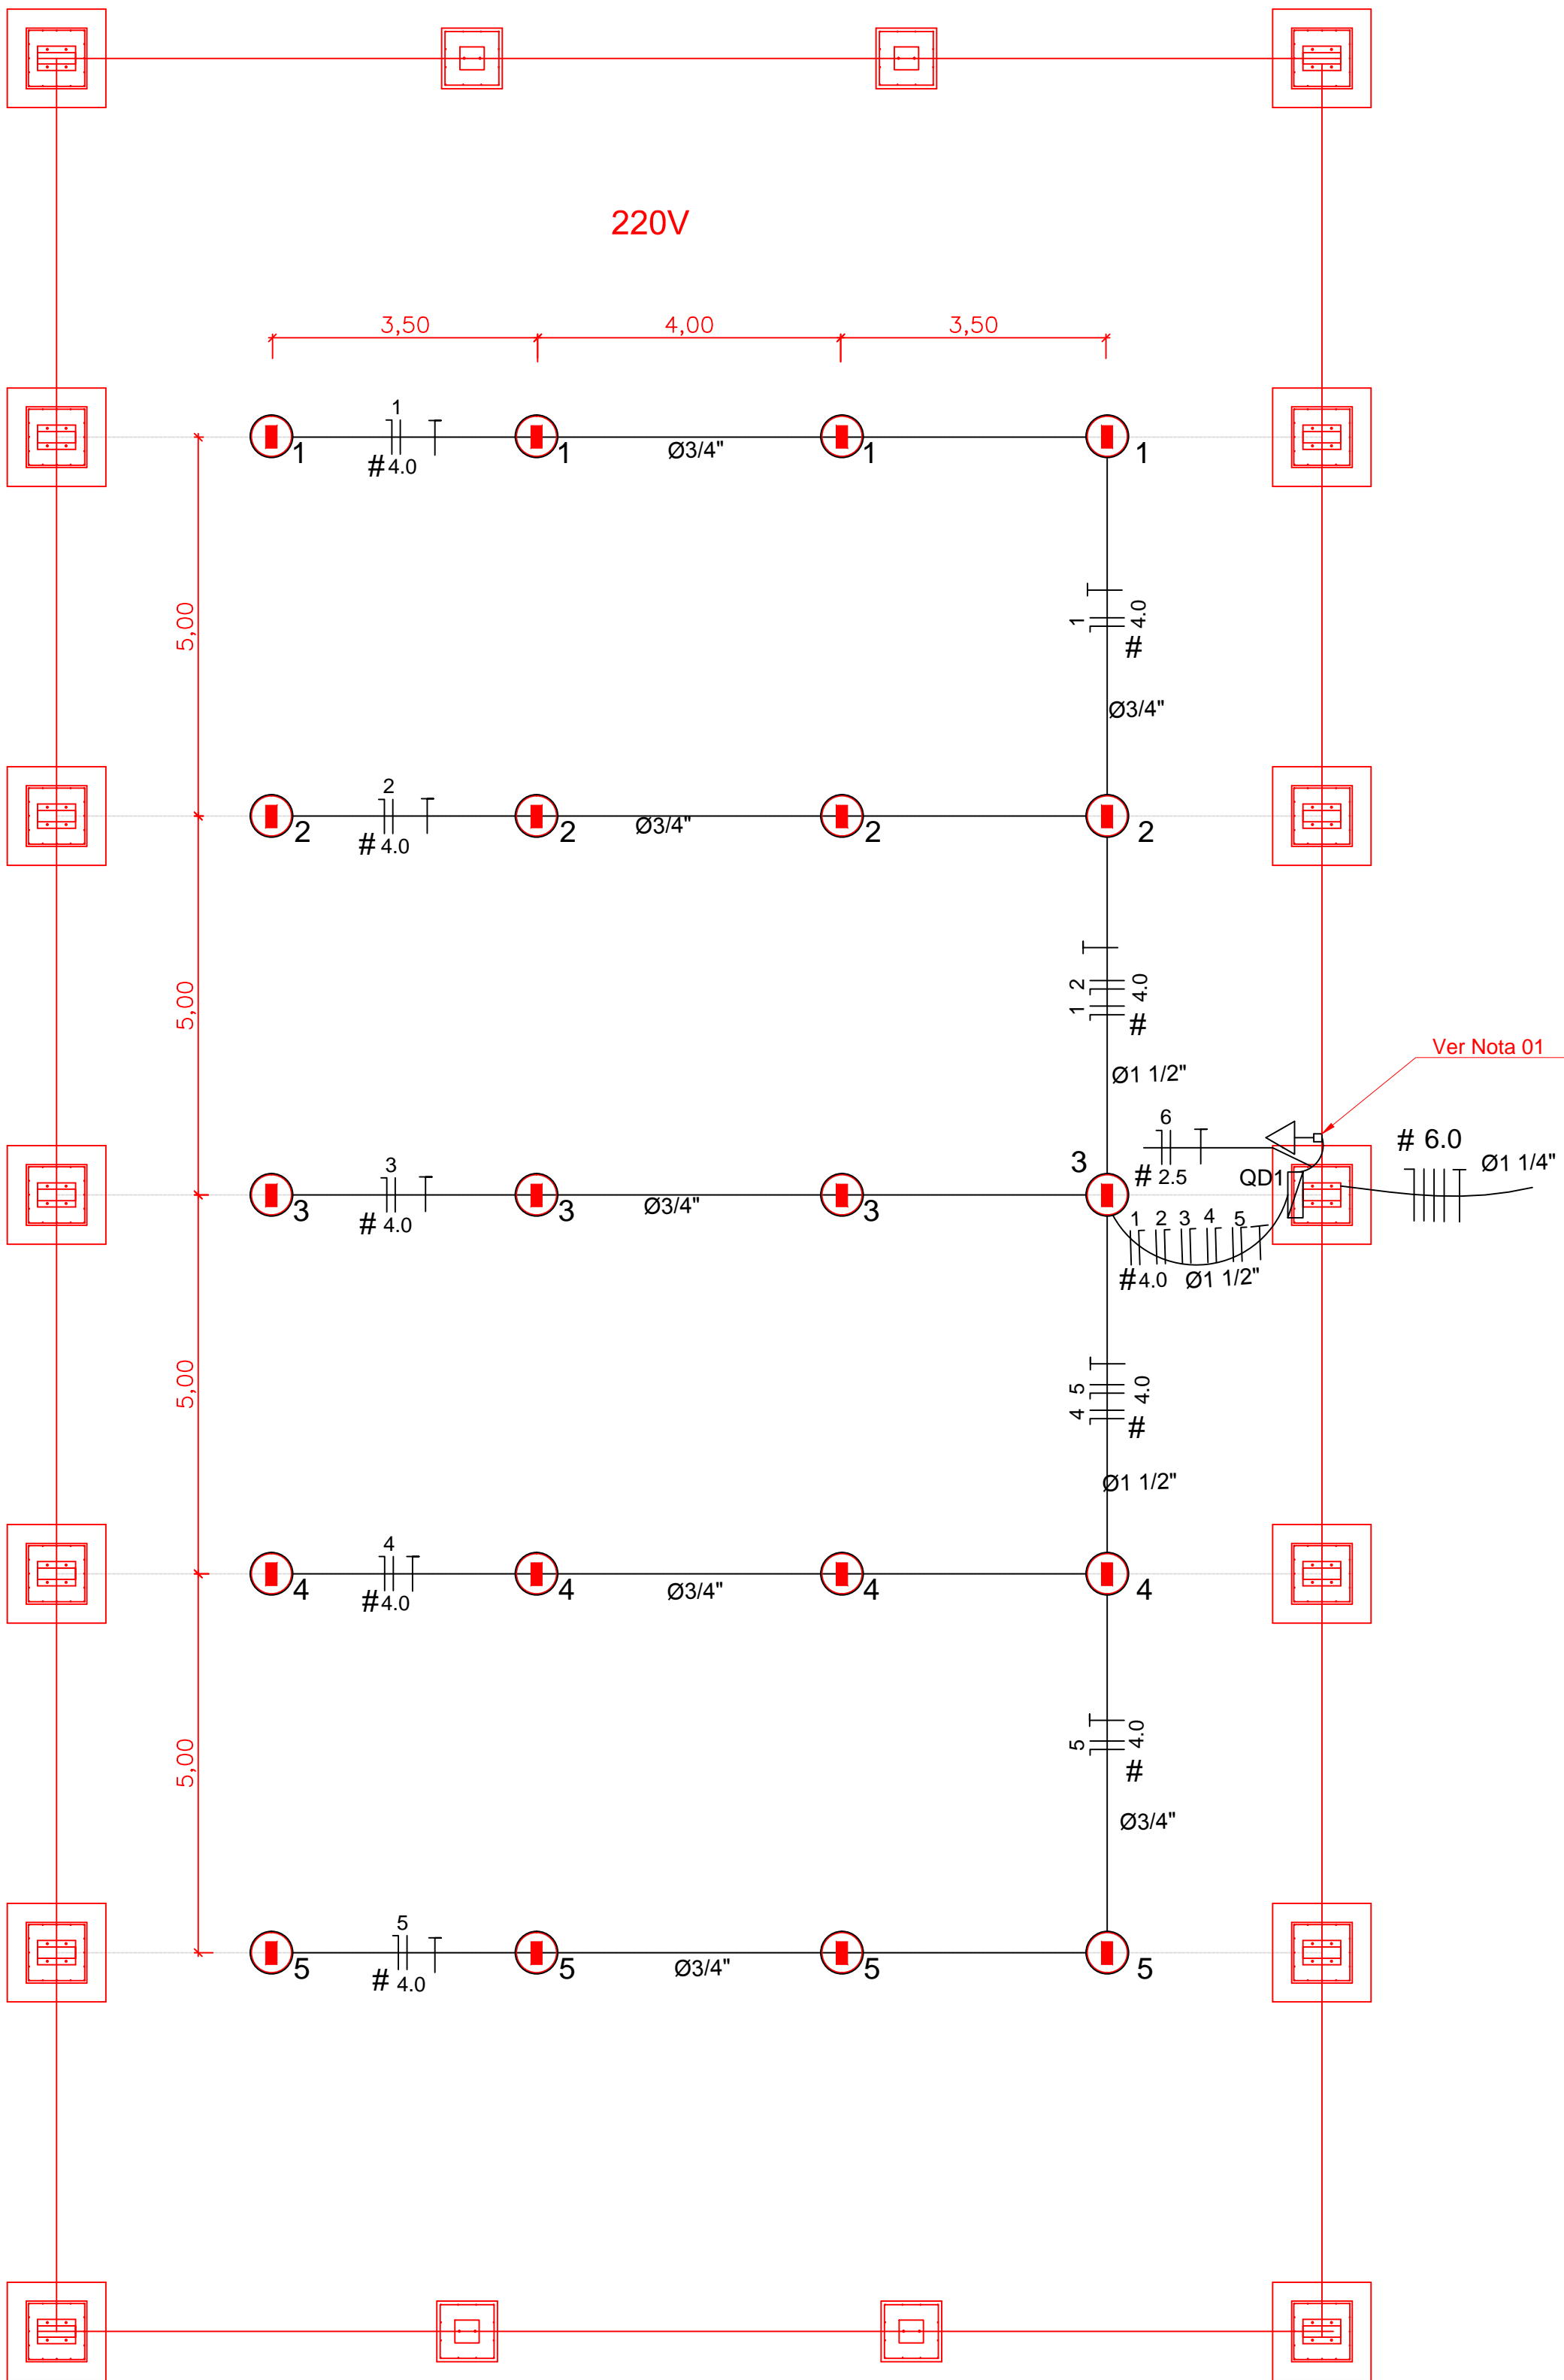 220V
3,50 4,00 3,50
1
1 1 1 1
# 4.0
Ø3/4"
5,00
1 4.0
#
Ø3/4"
2
2 2 2 2
# 4.0
Ø3/4"
5,00
1 2 4.0
#
Ø1 1/2"
Ver Nota 01
6
# 2.5
QD1
# 6.0
Ø1 1/4"
3
3 3 3 3
# 4.0
Ø3/4"
1 2 3 4 5
#4.0 Ø1 1/2"
5,00
4 5 4.0
#
Ø1 1/2"
4
4 4 4 4
#4.0
Ø3/4"
5,00
5 4.0
#
Ø3/4"
5
5 5 5 5
# 4.0
Ø3/4"